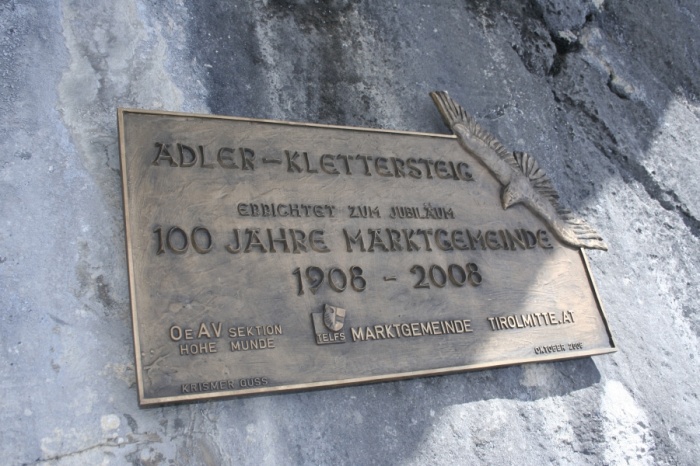 ADLER-KLETTERSTEIG
ERRICHTET ZUM JUBILÄUM
100 JAHRE MARKTGEMEINDE
1908 - 2008
OeAV SEKTION
HOHE MUNDE
TELFS
MARKTGEMEINDE
TIROLMITTE.AT
KRISMER GUSS
OKTOBER